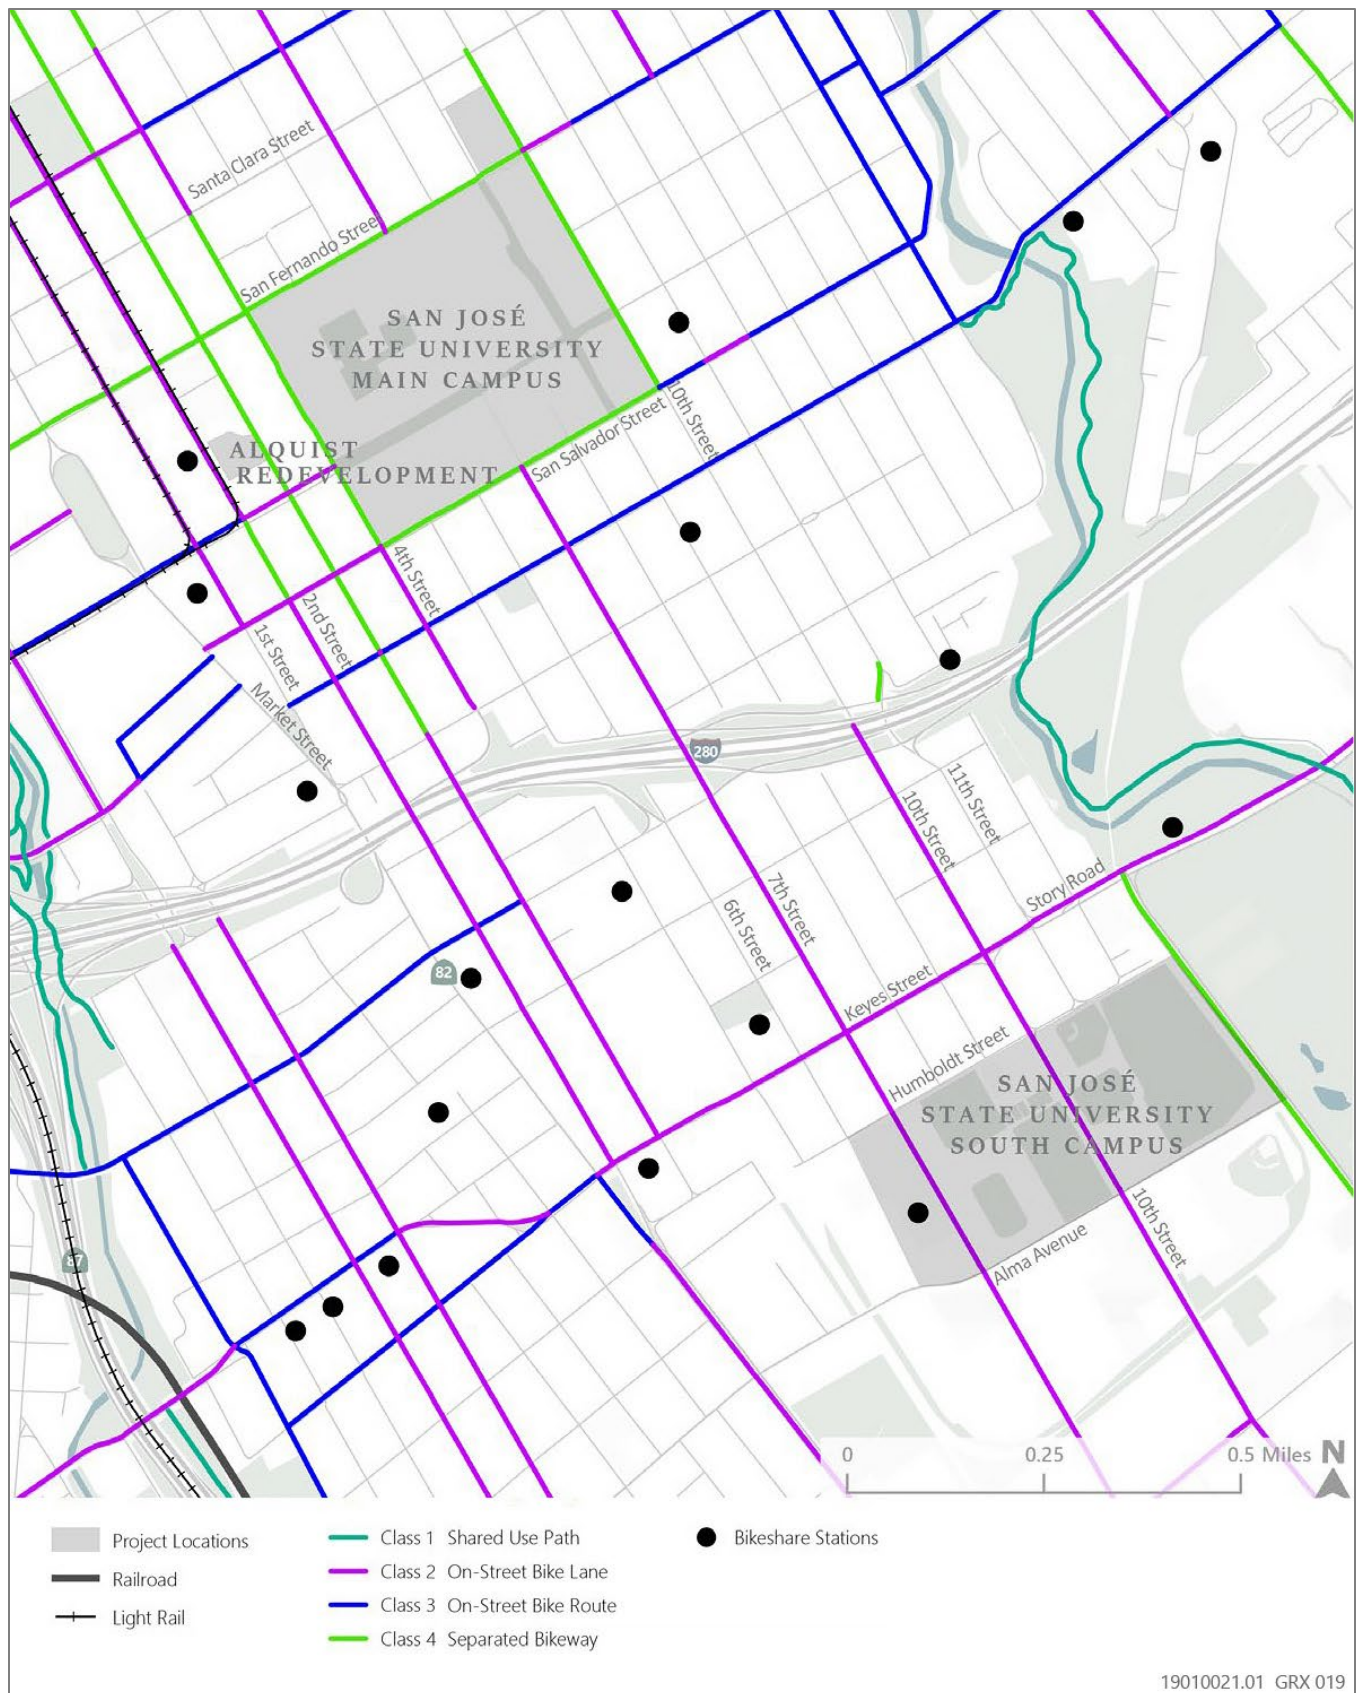 Santa Clara Street
San Fernando Street
SAN JOSÉ
STATE UNIVERSITY
MAIN CAMPUS
ALQUIST
REDEVELOPMENT
San Salvador Street
10th Street
4th Street
2nd Street
1st Street
Market Street
280
11th Street
10th Street
Story Road
7th Street
6th Street
82
Keyes Street
Humboldt Street
SAN JOSÉ
STATE UNIVERSITY
SOUTH CAMPUS
10th Street
Alma Avenue
87
0 0.25 0.5 Miles N
Project Locations
Railroad
Light Rail
Class 1 Shared Use Path
Class 2 On-Street Bike Lane
Class 3 On-Street Bike Route
Class 4 Separated Bikeway
Bikeshare Stations
19010021.01 GRX 019